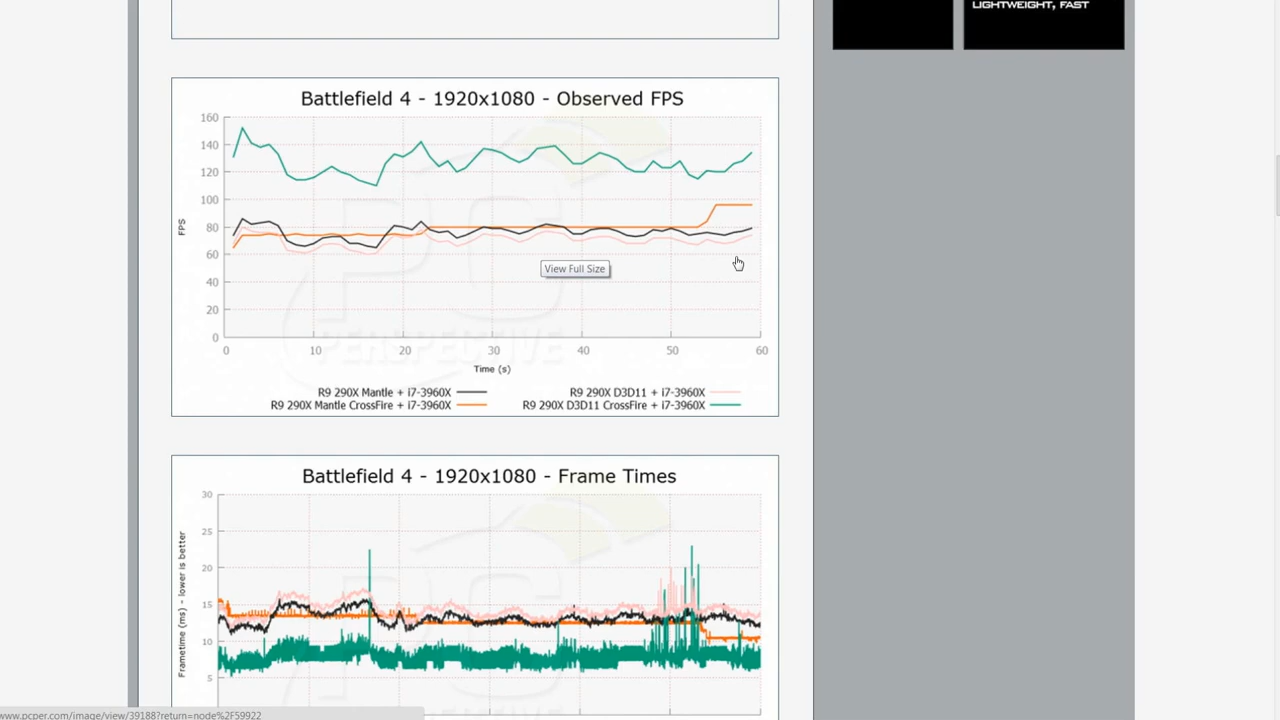 LIGHTWEIGHT, FAST
Battlefield 4 - 1920x1080 - Observed FPS
160
140
120
100
80
60
40
20
0
FPS
View Full Size
PC
PERSPECTIVE
0 10 20 30 40 50 60
Time (s)
R9 290X Mantle + i7-3960X R9 290X D3D11 + i7-3960X
R9 290X Mantle CrossFire + i7-3960X R9 290X D3D11 CrossFire + i7-3960X
Battlefield 4 - 1920x1080 - Frame Times
30
25
20
15
10
5
Frametime (ms) - lower is better
www.pcper.com/image/view/39188?return=node%2F59922